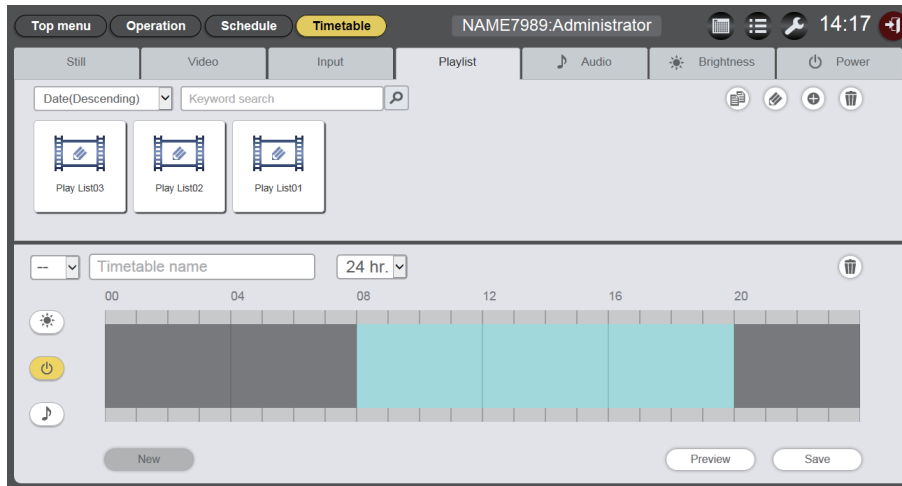 Top menu Operation Schedule Timetable NAME7989:Administrator 14:17
Still Video Input Playlist Audio Brightness Power
Date(Descending) Keyword search
Play List03 Play List02 Play List01
-- Timetable name 24 hr.
00 04 08 12 16 20
New Preview Save